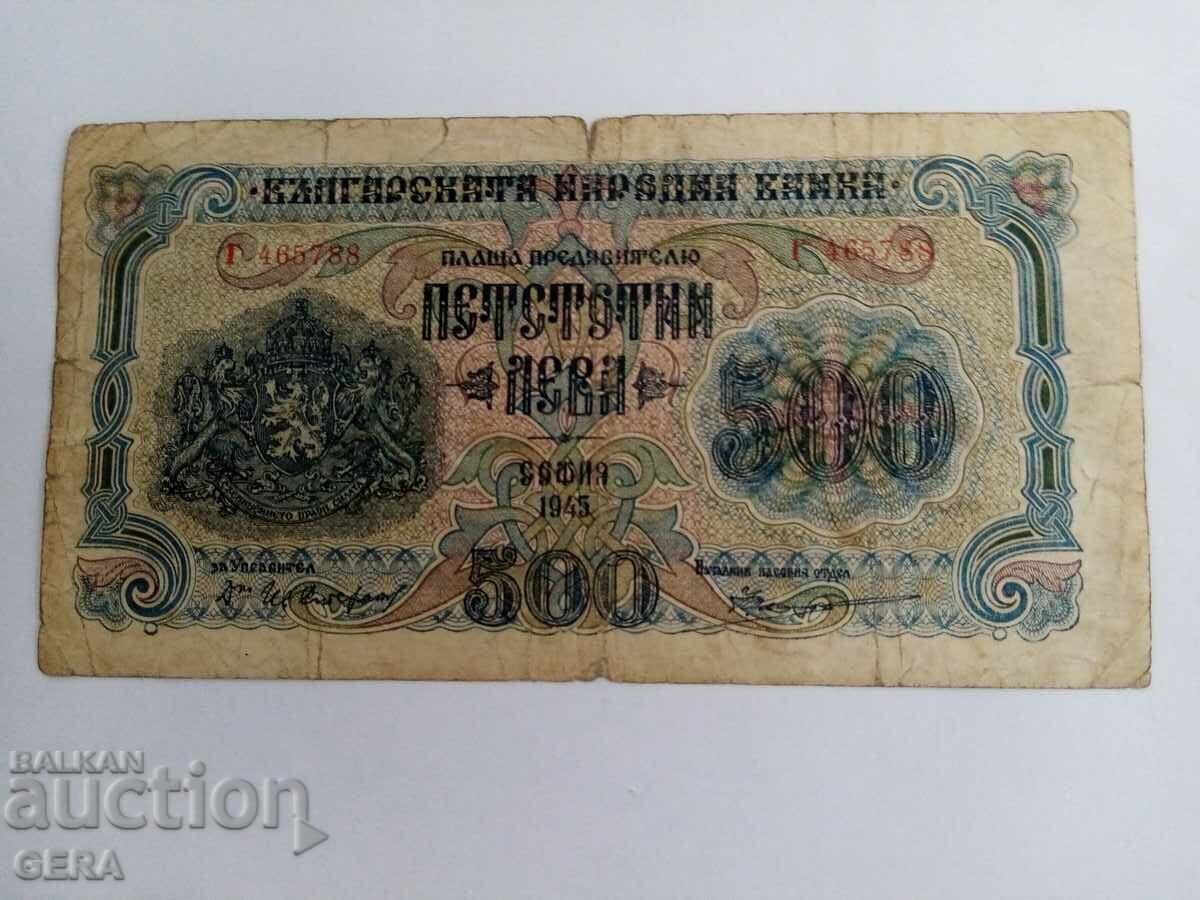 БЪЛГАРСКАТА НАРОДНА БАНКА
Г 465788
Г 465788
ПЛАЩА ПРЕДЯВИТЕЛЮ
ПЕТСТОТИН
ЛЕВА
500
СОФИЯ
1945
ЗА УПРАВИТЕЛ
НАЧАЛНИК КАСОВИЯ ОТДЕЛ
500
BALKAN
auction
GERA